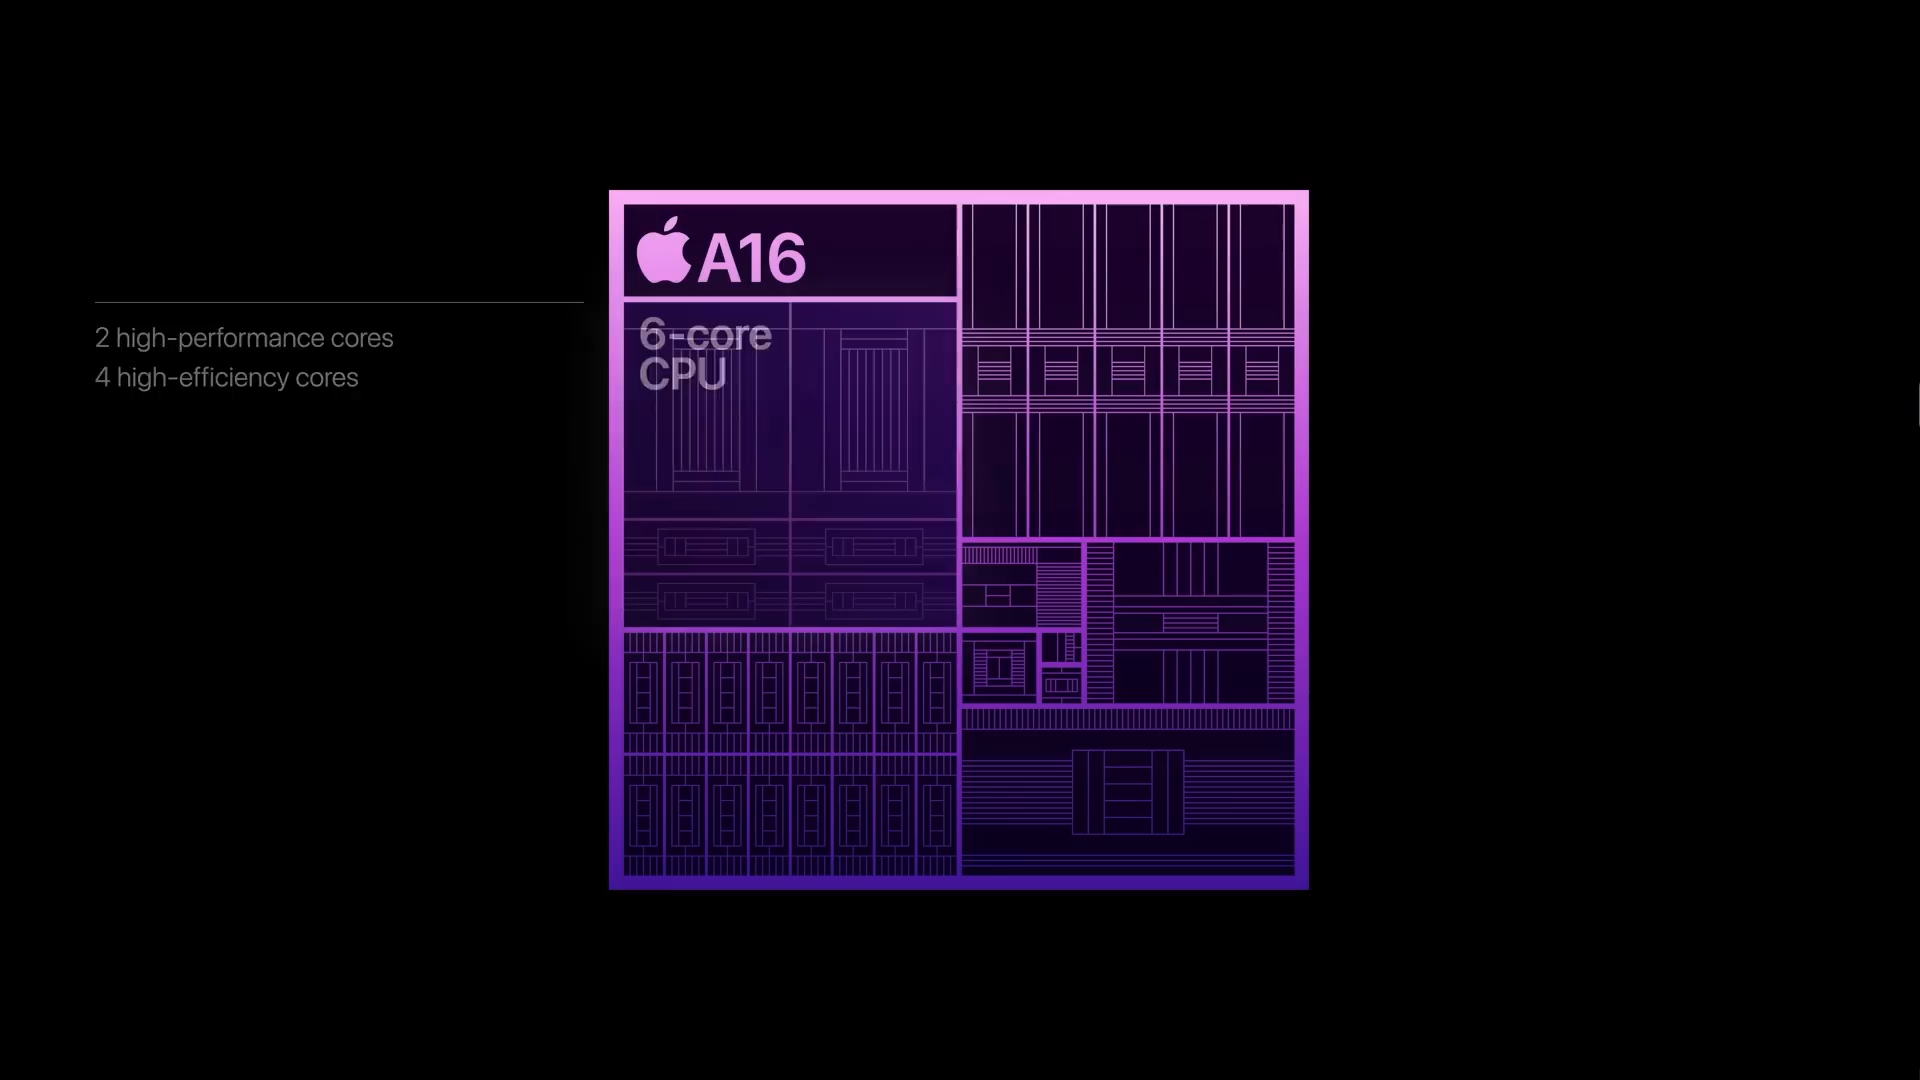 A16
6-core
CPU
2 high-performance cores
4 high-efficiency cores